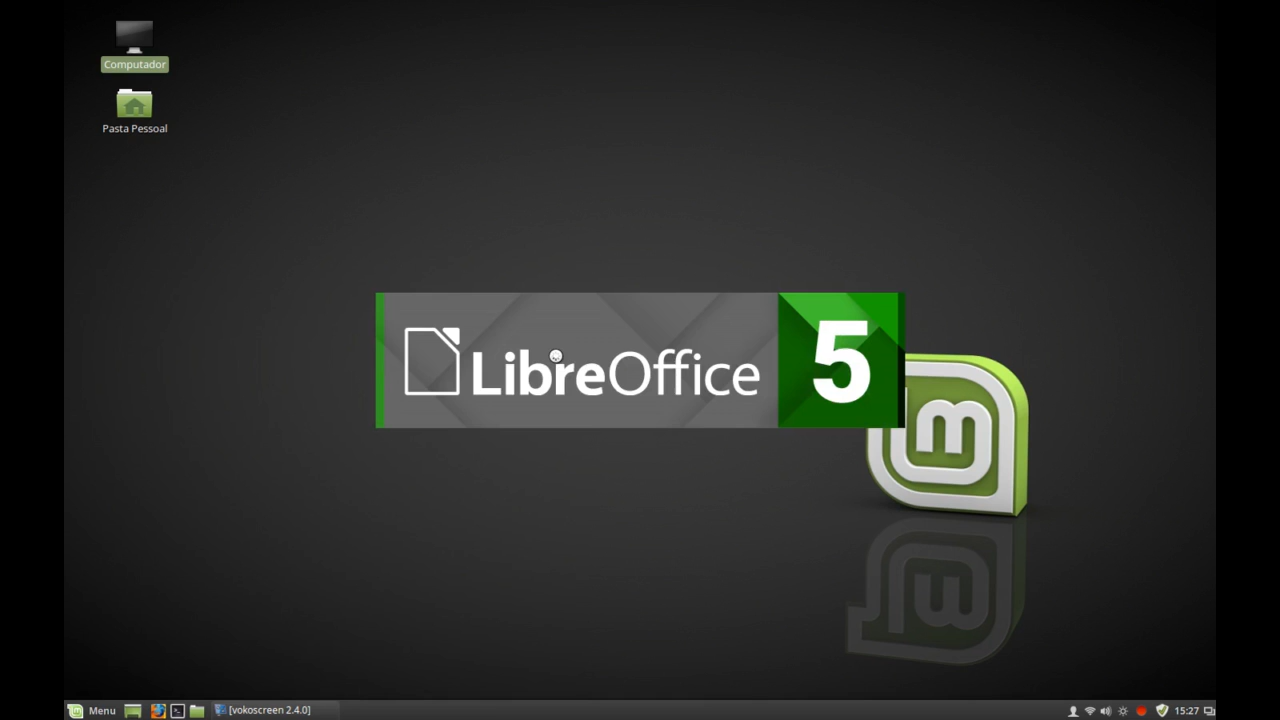 Computador
Pasta Pessoal
LibreOffice 5
Menu
[vokoscreen 2.4.0]
15:27